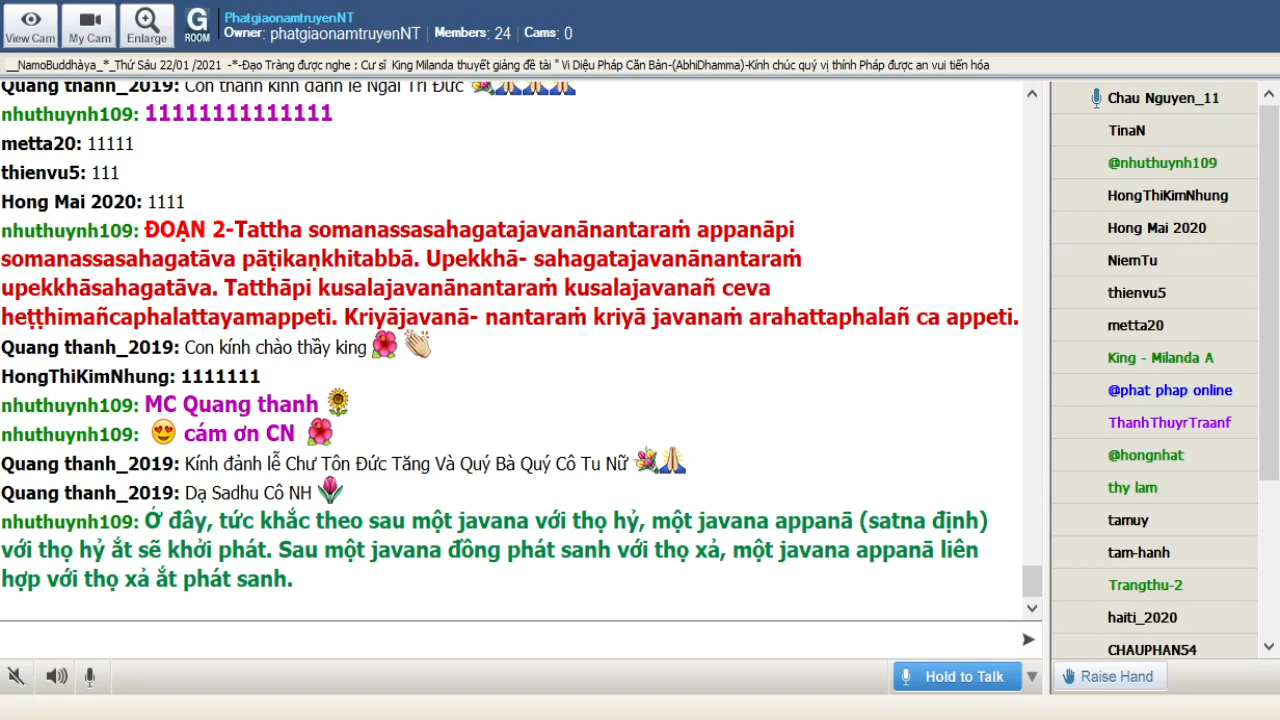 View Cam
My Cam
Enlarge
G
ROOM
PhatgiaonamtruyenNT
Owner: phatgiaonamtruyenNT | Members: 24 | Cams: 0
__NamoBuddhàya_*_Thứ Sáu 22/01 /2021 -*-Đạo Tràng được nghe : Cư sĩ King Milanda thuyết giảng đề tài " Vi Diệu Pháp Căn Bản-(AbhiDhamma)-Kính chúc quý vị thính Pháp được an vui tiến hóa
Quang thanh_2019: Con thành kính đảnh lễ Ngài Trí Đức
nhuthuynh109: 11111111111111
metta20: 11111
thienvu5: 111
Hong Mai 2020: 1111
nhuthuynh109: ĐOẠN 2-Tattha somanassasahagatajavanānantaraṁ appanāpi
somanassasahagatāva pāṭikaṇkhitabbā. Upekkhā- sahagatajavanānantaraṁ
upekkhāsahagatāva. Tatthāpi kusalajavanānantaraṁ kusalajavanañ ceva
heṭṭhimañcaphalattayamappeti. Kriyājavanā- nantaraṁ kriyā javanaṁ arahattaphalañ ca appeti.
Quang thanh_2019: Con kính chào thầy king
HongThiKimNhung: 1111111
nhuthuynh109: MC Quang thanh
nhuthuynh109: cám ơn CN
Quang thanh_2019: Kính đảnh lễ Chư Tôn Đức Tăng Và Quý Bà Quý Cô Tu Nữ
Quang thanh_2019: Dạ Sadhu Cô NH
nhuthuynh109: Ớ đây, tức khắc theo sau một javana với thọ hỷ, một javana appanā (satna định)
với thọ hỷ ắt sẽ khởi phát. Sau một javana đồng phát sanh với thọ xả, một javana appanā liên
hợp với thọ xả ắt phát sanh.
Hold to Talk
Chau Nguyen_11
TinaN
@nhuthuynh109
HongThiKimNhung
Hong Mai 2020
NiemTu
thienvu5
metta20
King - Milanda A
@phat phap online
ThanhThuyrTraanf
@hongnhat
thy lam
tamuy
tam-hanh
Trangthu-2
haiti_2020
CHAUPHAN54
Raise Hand